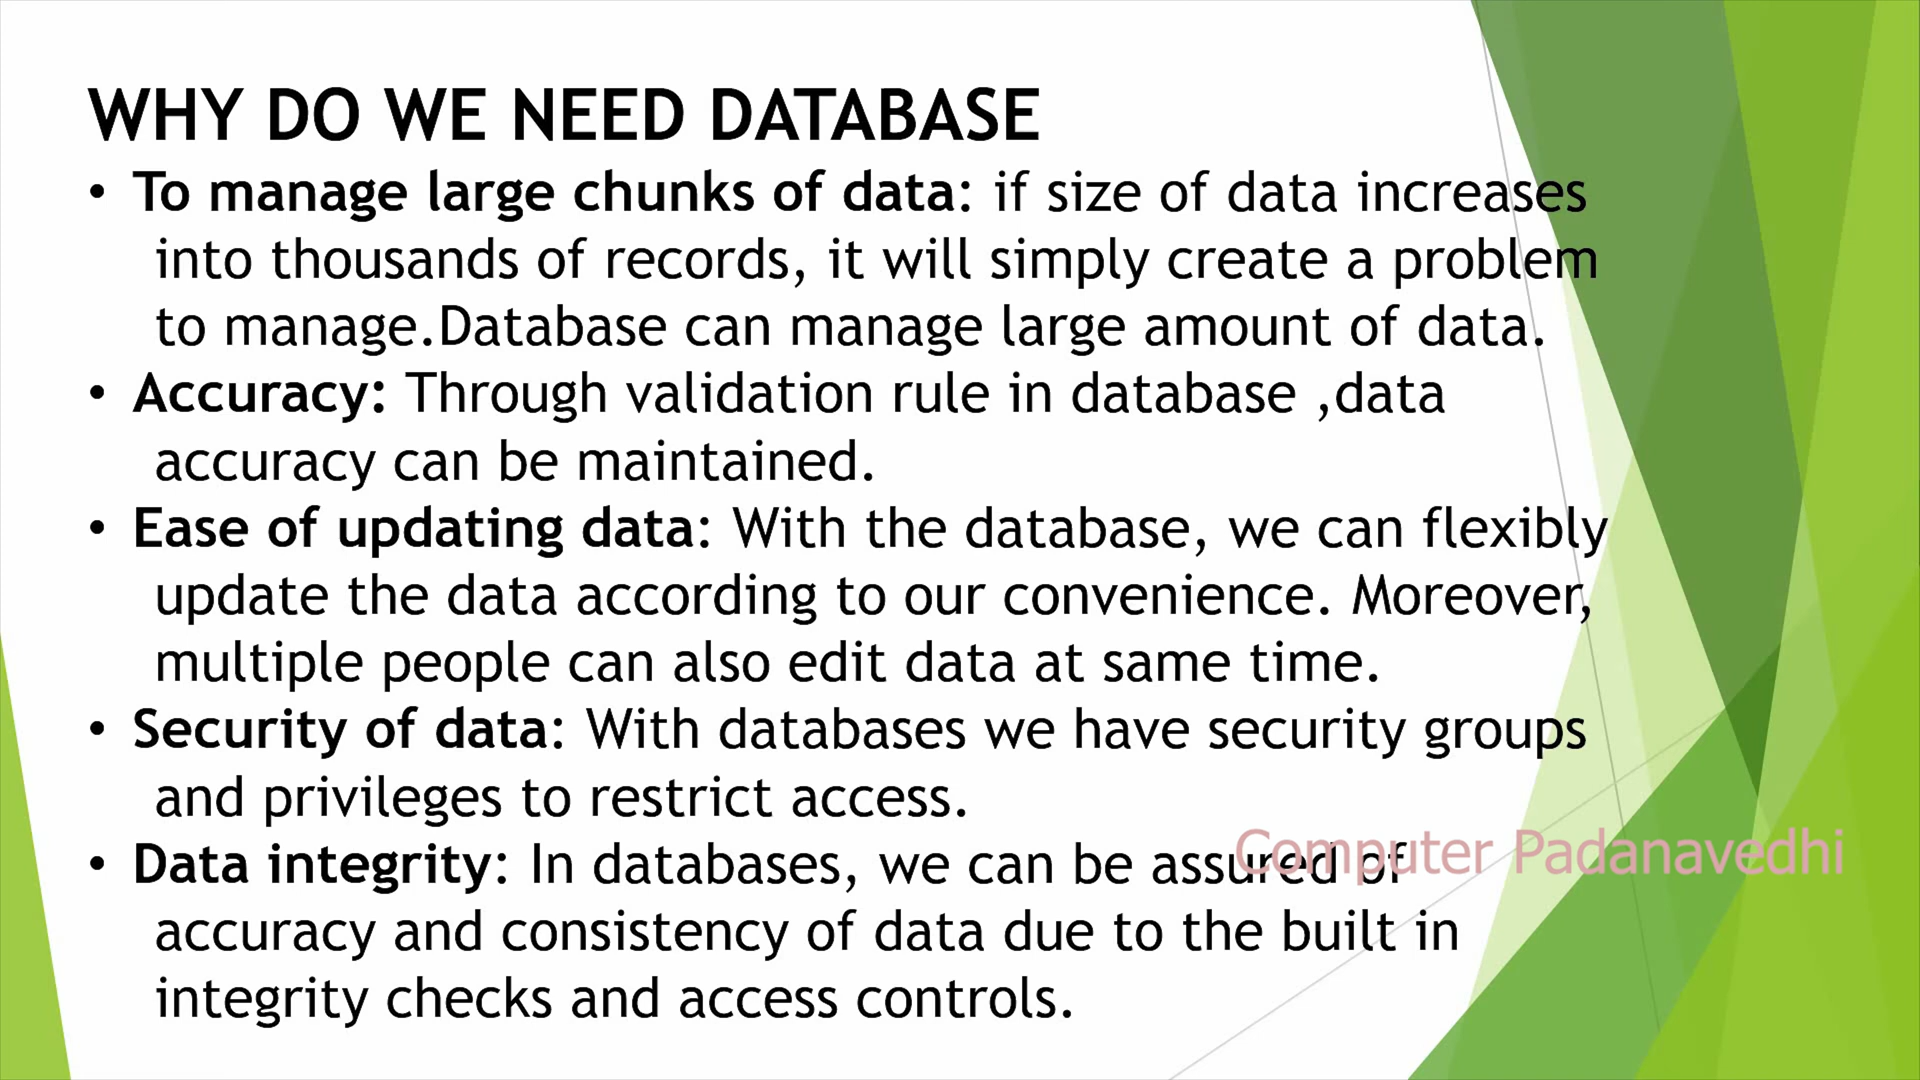 WHY DO WE NEED DATABASE
• To manage large chunks of data: if size of data increases
into thousands of records, it will simply create a problem
to manage.Database can manage large amount of data.
• Accuracy: Through validation rule in database ,data
accuracy can be maintained.
• Ease of updating data: With the database, we can flexibly
update the data according to our convenience. Moreover,
multiple people can also edit data at same time.
• Security of data: With databases we have security groups
and privileges to restrict access.
• Data integrity: In databases, we can be assured of
Computer Padanavedhi
accuracy and consistency of data due to the built in
integrity checks and access controls.